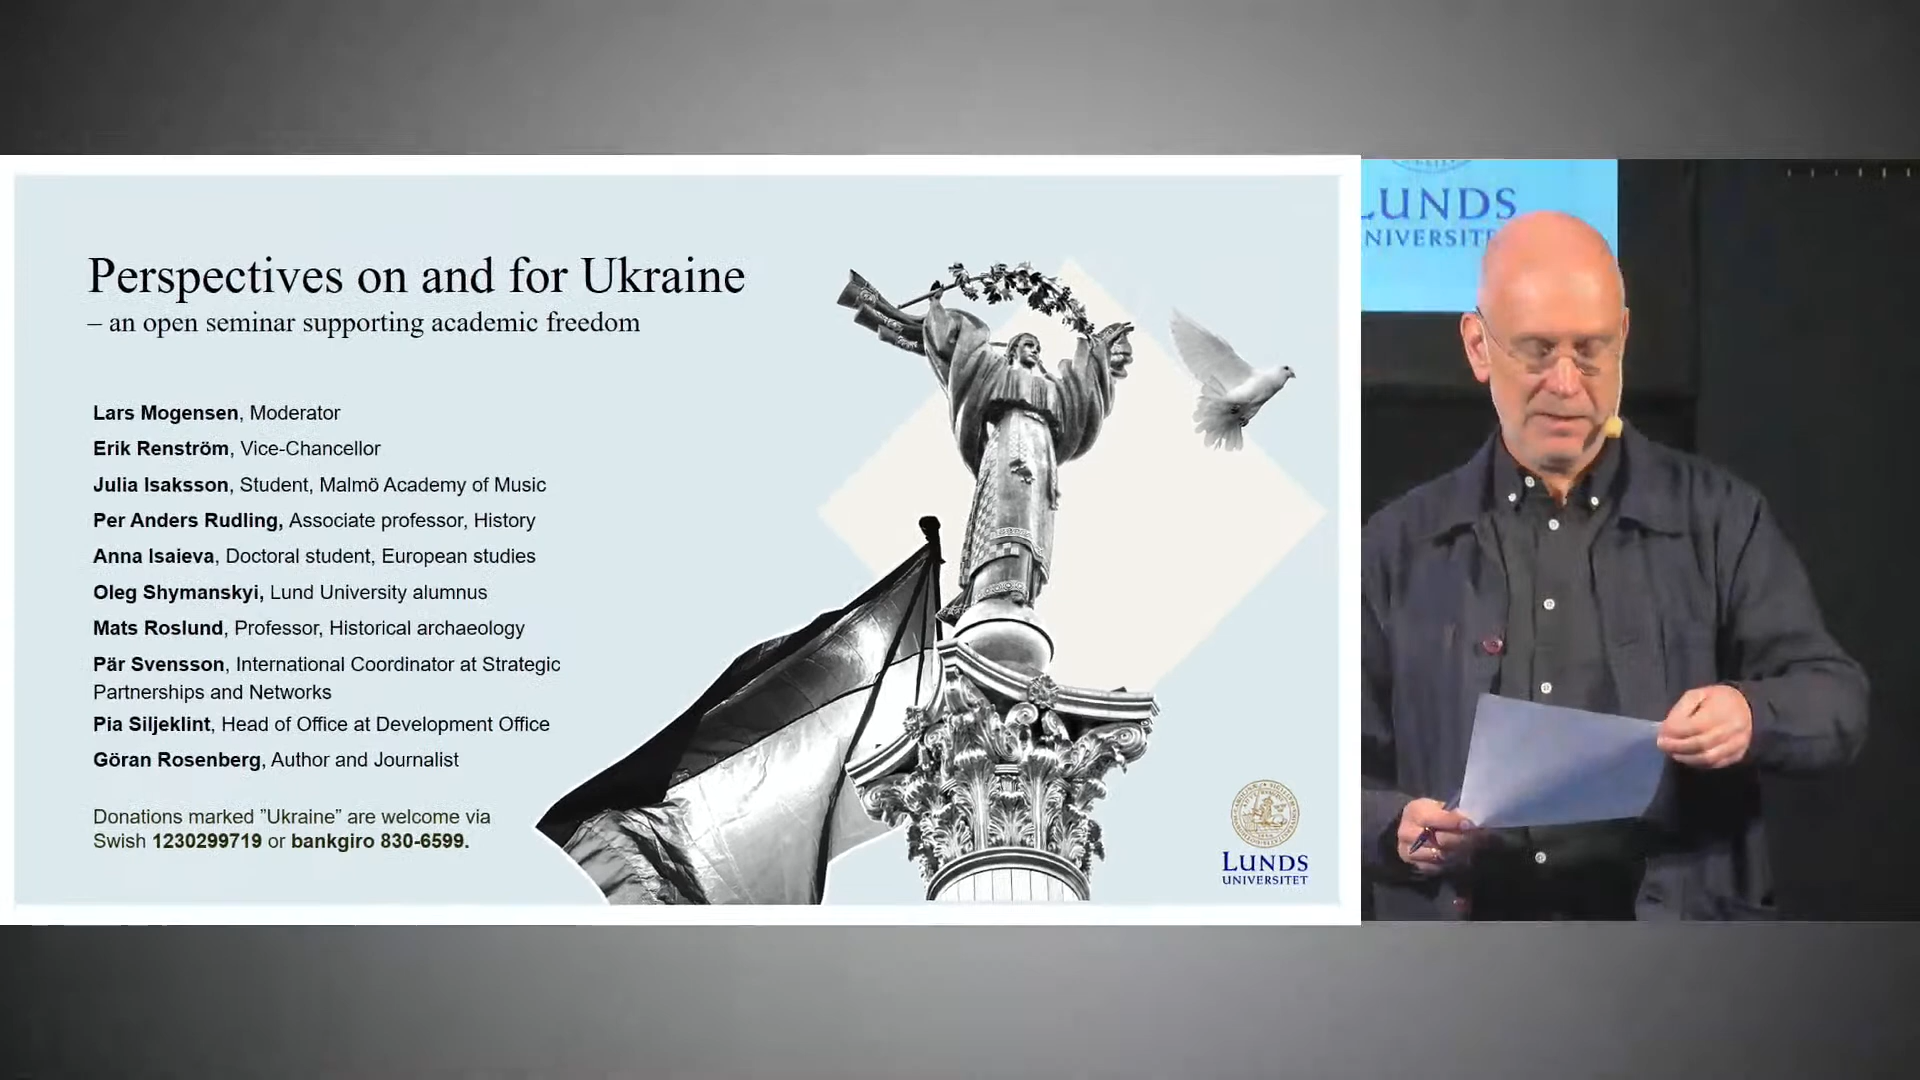 Perspectives on and for Ukraine
– an open seminar supporting academic freedom
Lars Mogensen, Moderator
Erik Renström, Vice-Chancellor
Julia Isaksson, Student, Malmö Academy of Music
Per Anders Rudling, Associate professor, History
Anna Isaieva, Doctoral student, European studies
Oleg Shymanskyi, Lund University alumnus
Mats Roslund, Professor, Historical archaeology
Pär Svensson, International Coordinator at Strategic
Partnerships and Networks
Pia Siljeklint, Head of Office at Development Office
Göran Rosenberg, Author and Journalist
Donations marked ”Ukraine” are welcome via
Swish 1230299719 or bankgiro 830-6599.
LUNDS
UNIVERSITET
LUNDS
NIVERSITE